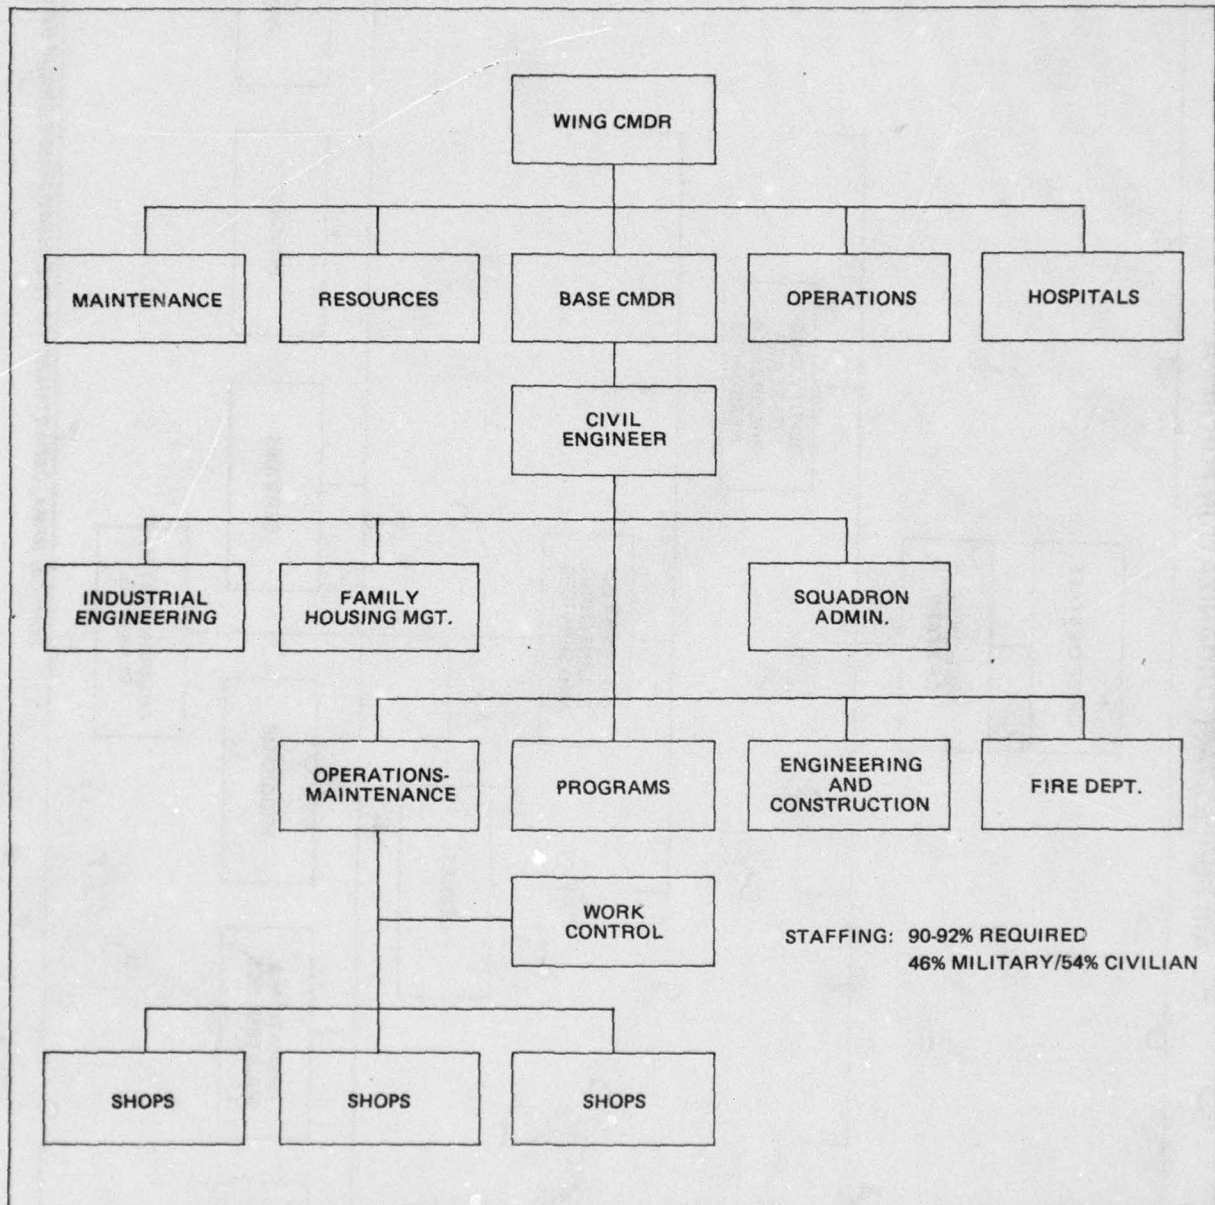 WING CMDR
MAINTENANCE
RESOURCES
BASE CMDR
OPERATIONS
HOSPITALS
CIVIL
ENGINEER
INDUSTRIAL
ENGINEERING
FAMILY
HOUSING MGT.
SQUADRON
ADMIN.
OPERATIONS-
MAINTENANCE
PROGRAMS
ENGINEERING
AND
CONSTRUCTION
FIRE DEPT.
WORK
CONTROL
STAFFING: 90-92% REQUIRED
46% MILITARY/54% CIVILIAN
SHOPS
SHOPS
SHOPS